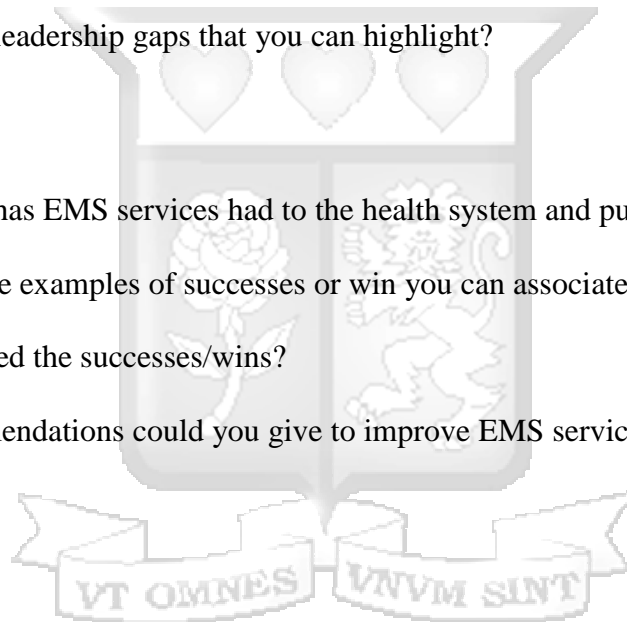 leadership gaps that you can highlight?
has EMS services had to the health system and pu
e examples of successes or win you can associate
ed the successes/wins?
endations could you give to improve EMS servic
VT OMNES VNVM SINT